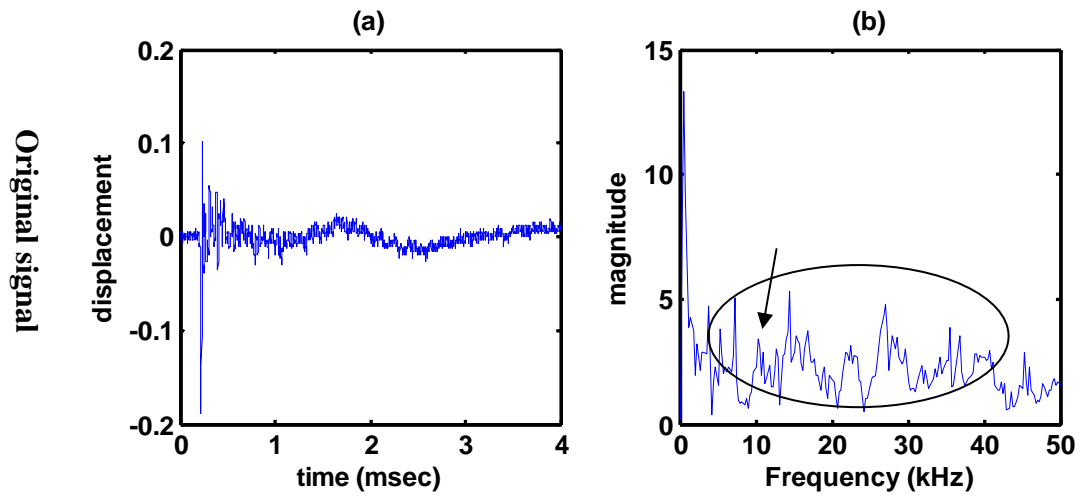 (a)
(b)
Original signal
displacement
0.2
0.1
0
-0.1
-0.2
0 1 2 3 4
time (msec)
magnitude
15
10
5
0
0 10 20 30 40 50
Frequency (kHz)